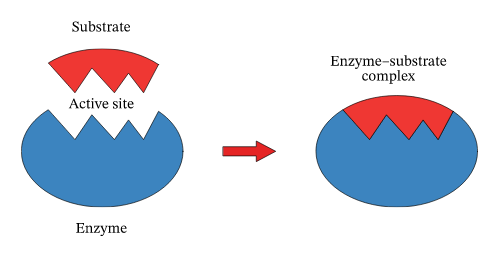 Substrate
Active site
Enzyme
Enzyme–substrate
complex